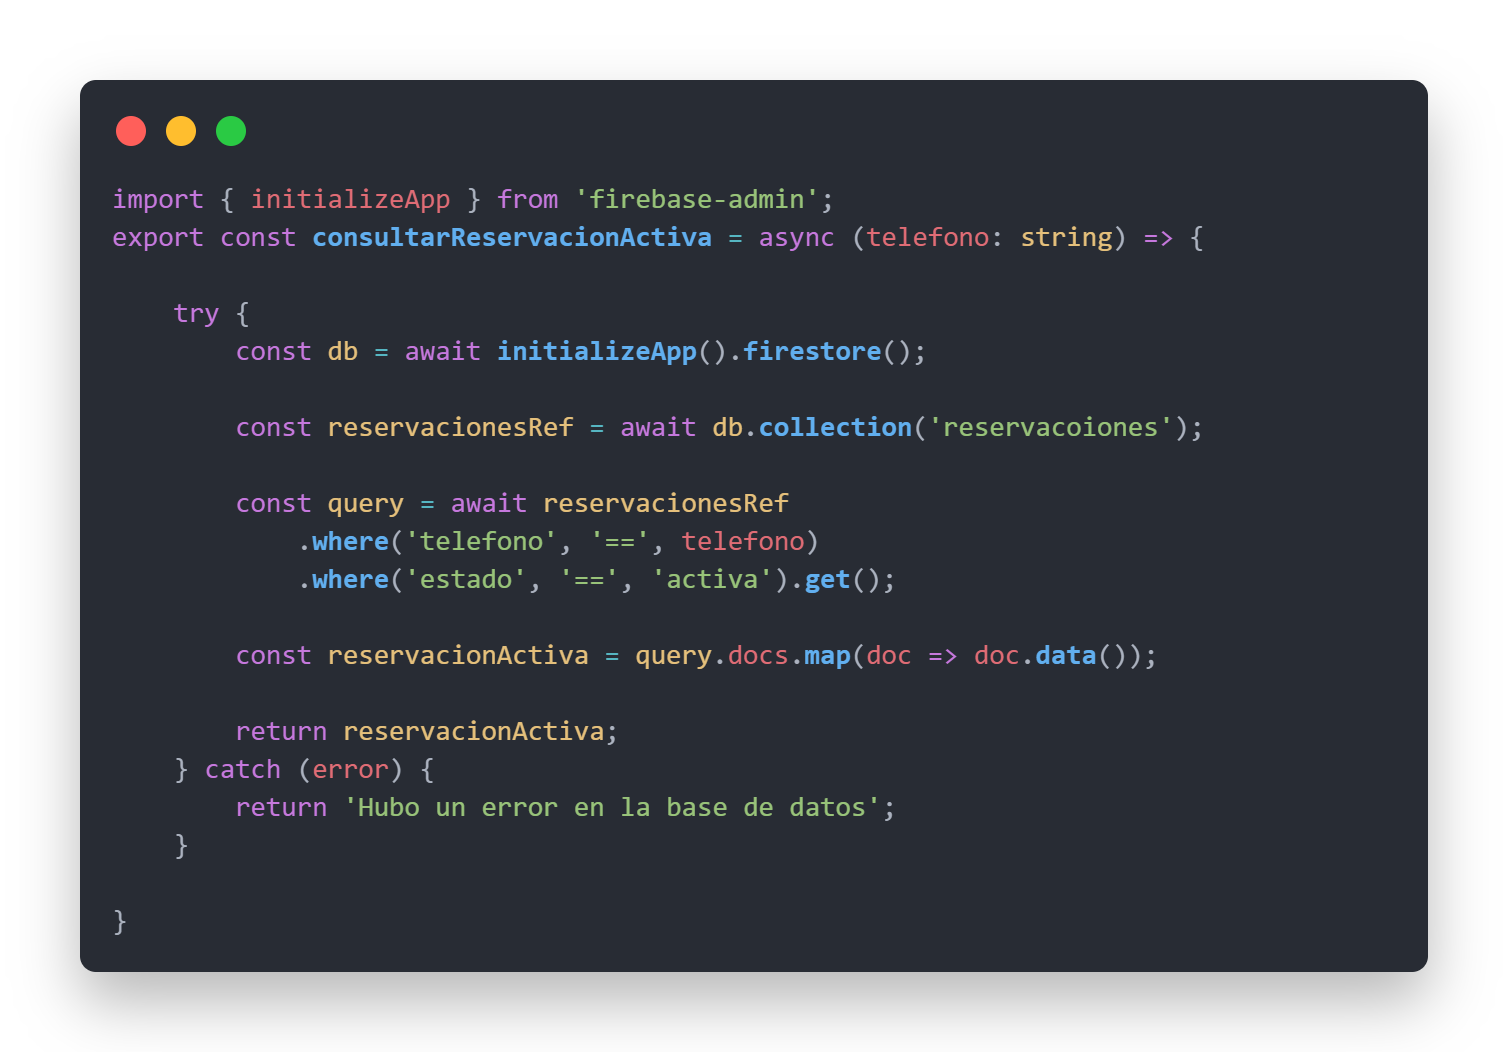 import { initializeApp } from 'firebase-admin';
export const consultarReservacionActiva = async (telefono: string) => {
try {
const db = await initializeApp().firestore();
const reservacionesRef = await db.collection('reservacoiones');
const query = await reservacionesRef
.where('telefono', '==', telefono)
.where('estado', '==', 'activa').get();
const reservacionActiva = query.docs.map(doc => doc.data());
return reservacionActiva;
} catch (error) {
return 'Hubo un error en la base de datos';
}
}